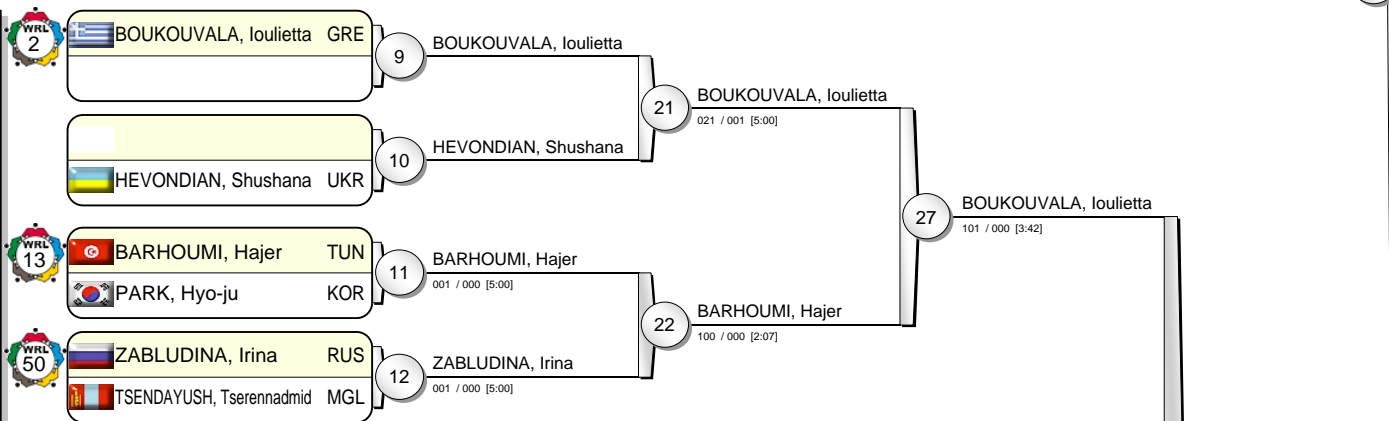 WRL
2
BOUKOUVALA, Ioulietta GRE
9
BOUKOUVALA, Ioulietta
21
BOUKOUVALA, Ioulietta
021 / 001 [5:00]
10
HEVONDIAN, Shushana
HEVONDIAN, Shushana UKR
27
BOUKOUVALA, Ioulietta
101 / 000 [3:42]
WRL
13
BARHOUMI, Hajer TUN
PARK, Hyo-ju KOR
11
BARHOUMI, Hajer
001 / 000 [5:00]
22
BARHOUMI, Hajer
100 / 000 [2:07]
WRL
50
ZABLUDINA, Irina RUS
TSENDAYUSH, Tserennadmid MGL
12
ZABLUDINA, Irina
001 / 000 [5:00]